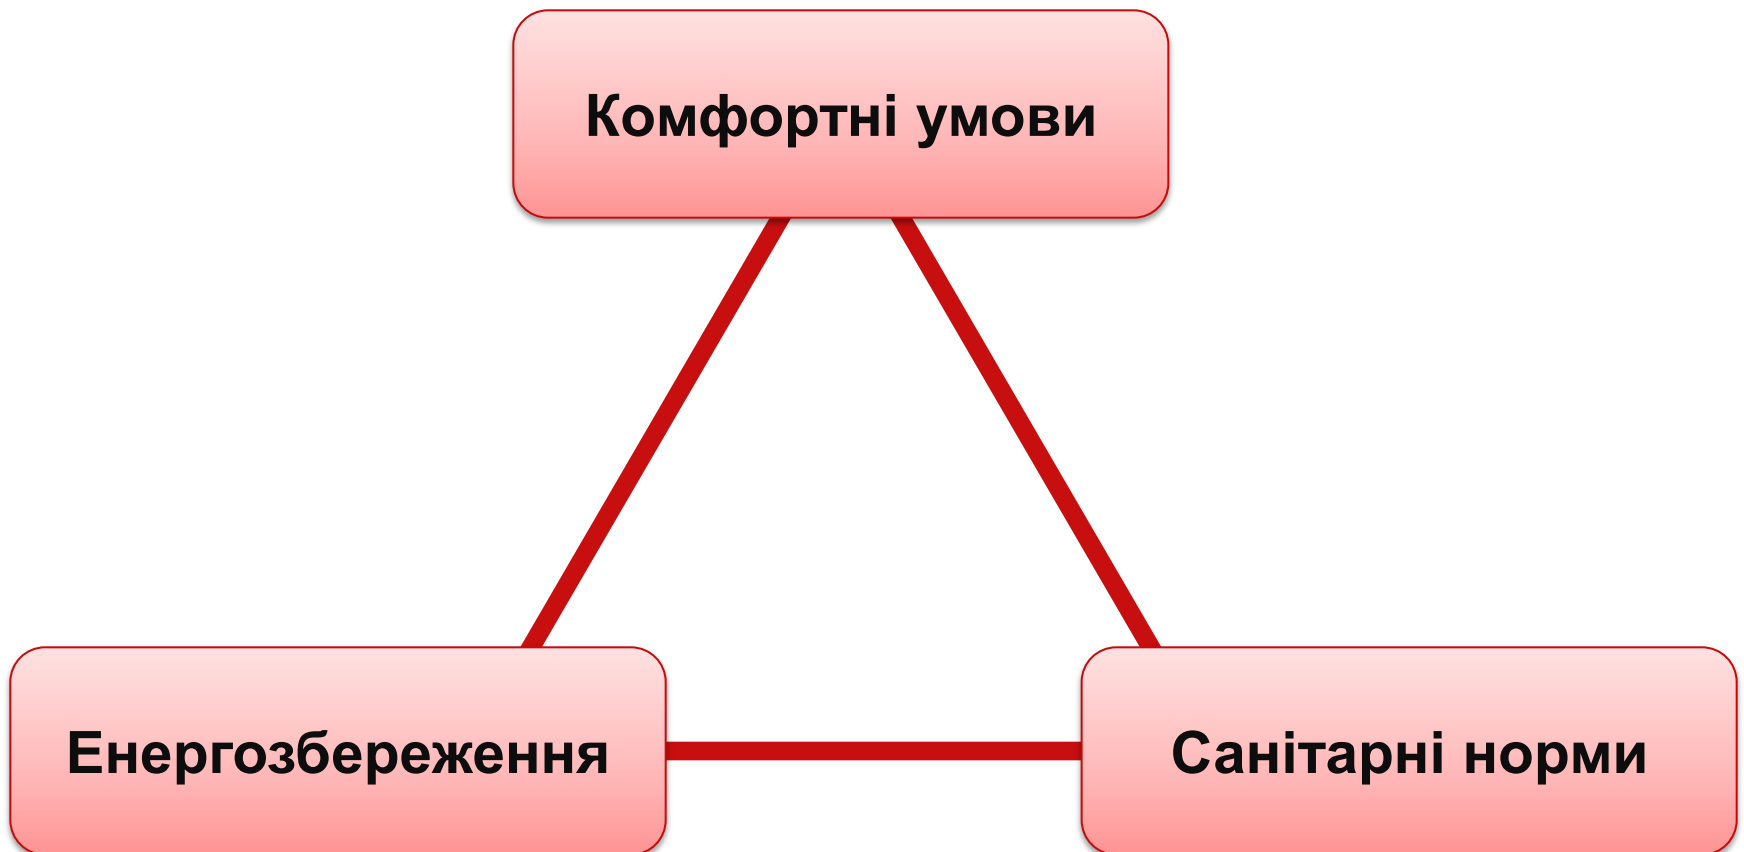 Комфортні умови
Енергозбереження
Санітарні норми